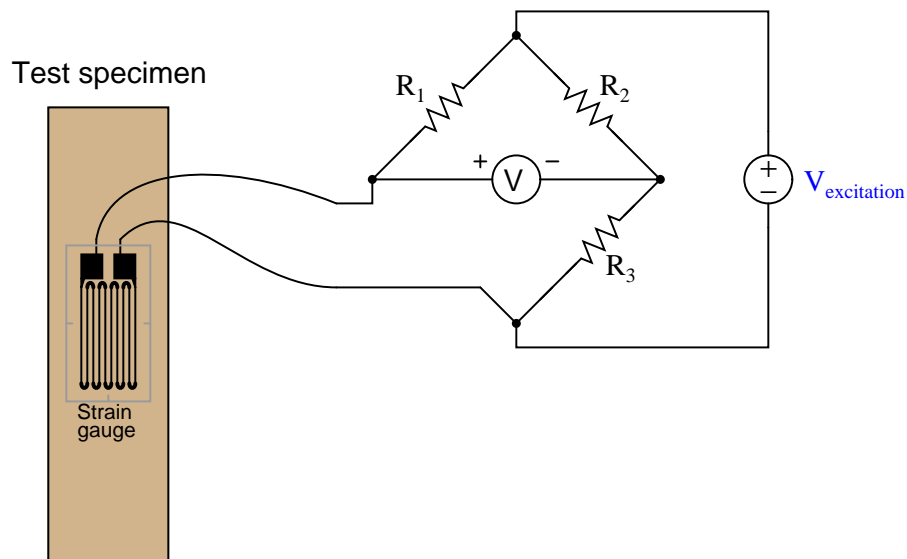 Test specimen
R1
R2
+
V
−
+
−
Vexcitation
R3
Strain
gauge